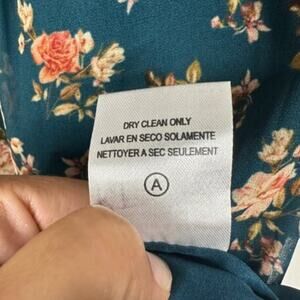 DRY CLEAN ONLY
LAVAR EN SECO SOLAMENTE
NETTOYER A SEC SEULEMENT
A